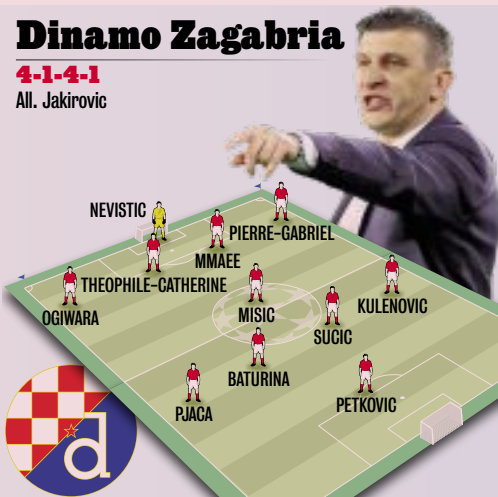 Dinamo Zagabria
4-1-4-1
All. Jakirovic
NEVISTIC
PIERRE-GABRIEL
MMAEE
THEOPHILE-CATHERINE
OGIWARA
MISIC
KULENOVIC
SUCIC
BATURINA
PJACA
PETKOVIC
d